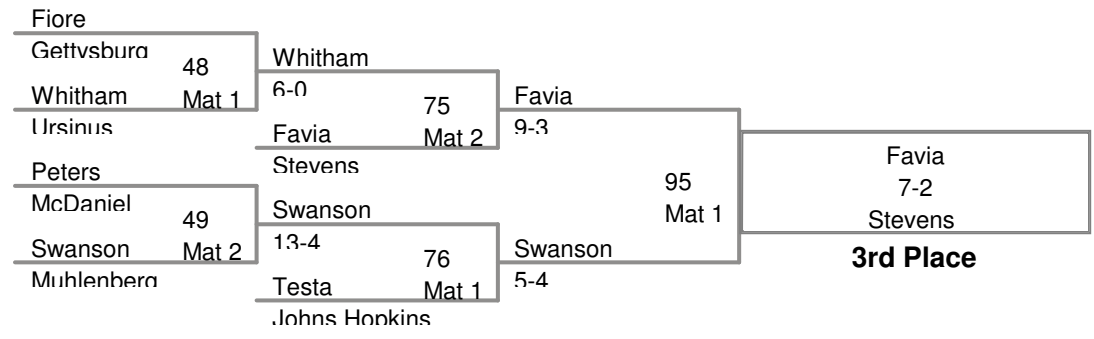 Fiore
Gettysburg
48
Mat 1
Whitham
Ursinus
Whitham
6-0
75
Mat 2
Favia
Stevens
Favia
9-3
Peters
McDaniel
49
Mat 2
Swanson
Muhlenberg
Swanson
13-4
76
Mat 1
Testa
Johns Hopkins
Swanson
5-4
95
Mat 1
Favia
7-2
Stevens
3rd Place